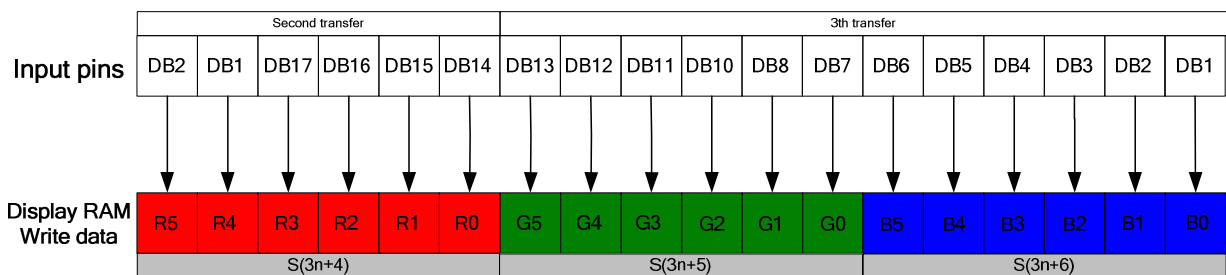 Second transfer 3th transfer
Input pins DB2 DB1 DB17 DB16 DB15 DB14 DB13 DB12 DB11 DB10 DB8 DB7 DB6 DB5 DB4 DB3 DB2 DB1
Display RAM
Write data
R5 R4 R3 R2 R1 R0 G5 G4 G3 G2 G1 G0 B5 B4 B3 B2 B1 B0
S(3n+4) S(3n+5) S(3n+6)